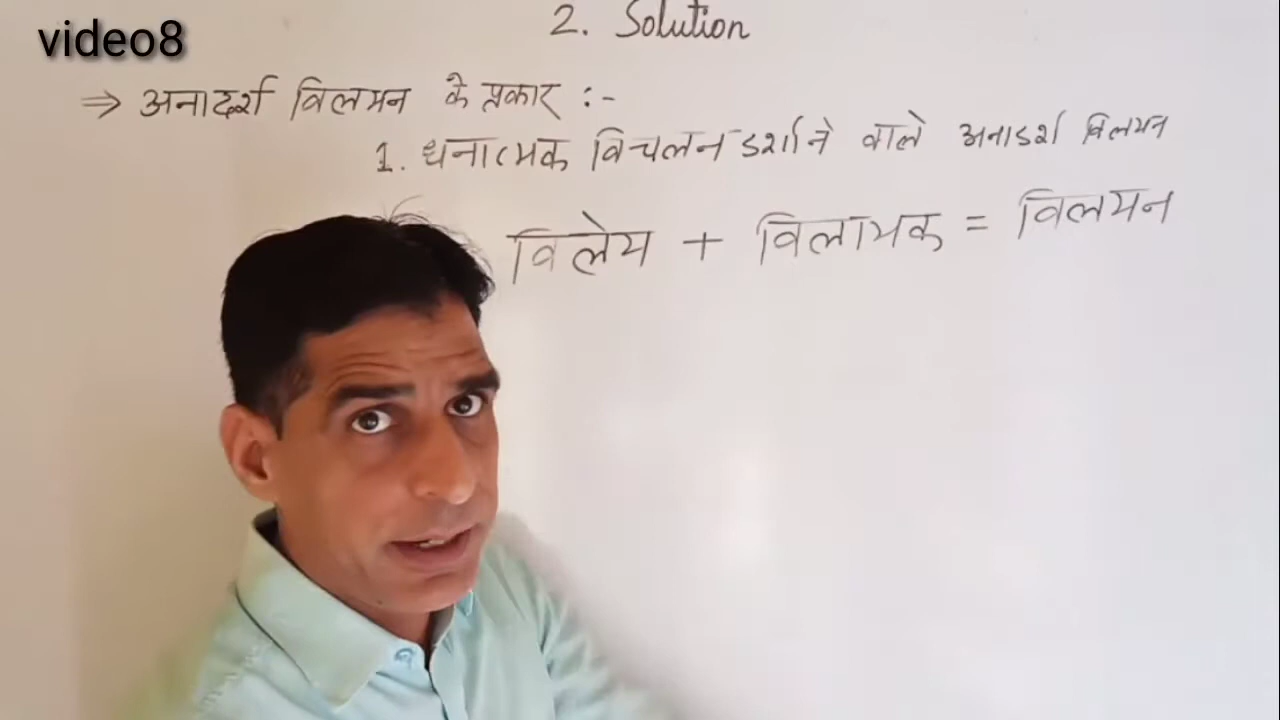 video8
2. Solution
⇒ अनादर्श विलयन के प्रकार :-
1. धनात्मक विचलन दर्शाने वाले अनादर्श विलयन
विलेय + विलायक = विलयन